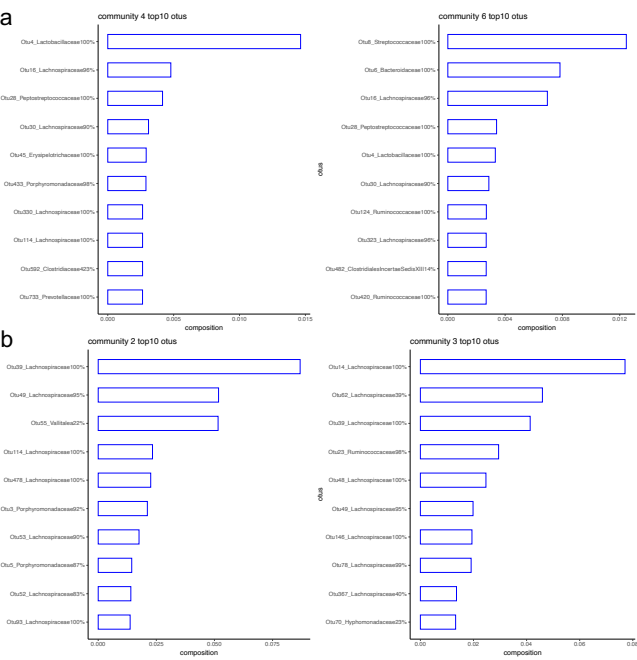 a
community 4 top10 otus
Otu4_Lactobacillaceae100%
Otu16_Lachnospiraceae96%
Otu28_Peptostreptococcaceae100%
Otu30_Lachnospiraceae90%
Otu45_Erysipelotrichaceae100%
Otu433_Porphyromonadaceae98%
Otu330_Lachnospiraceae100%
Otu114_Lachnospiraceae100%
Otu592_Clostridiaceae423%
Otu733_Prevotellaceae100%
0.000 0.005 0.010 0.015
composition
community 6 top10 otus
otus
Otu8_Streptococcaceae100%
Otu6_Bacteroidaceae100%
Otu16_Lachnospiraceae96%
Otu28_Peptostreptococcaceae100%
Otu4_Lactobacillaceae100%
Otu30_Lachnospiraceae90%
Otu124_Ruminococcaceae100%
Otu323_Lachnospiraceae98%
Otu482_ClostridialesIncertaeSedisXIII14%
Otu420_Ruminococcaceae100%
0.000 0.004 0.008 0.012
composition
b
community 2 top10 otus
Otu39_Lachnospiraceae100%
Otu49_Lachnospiraceae95%
Otu55_Vallitalea22%
Otu114_Lachnospiraceae100%
Otu478_Lachnospiraceae100%
Otu3_Porphyromonadaceae92%
Otu53_Lachnospiraceae90%
Otu5_Porphyromonadaceae87%
Otu52_Lachnospiraceae83%
Otu93_Lachnospiraceae100%
0.000 0.025 0.050 0.075
composition
community 3 top10 otus
otus
Otu14_Lachnospiraceae100%
Otu62_Lachnospiraceae39%
Otu39_Lachnospiraceae100%
Otu23_Ruminococcaceae98%
Otu48_Lachnospiraceae100%
Otu49_Lachnospiraceae95%
Otu146_Lachnospiraceae100%
Otu78_Lachnospiraceae99%
Otu367_Lachnospiraceae40%
Otu70_Hyphomonadaceae23%
0.00 0.02 0.04 0.06 0.08
composition